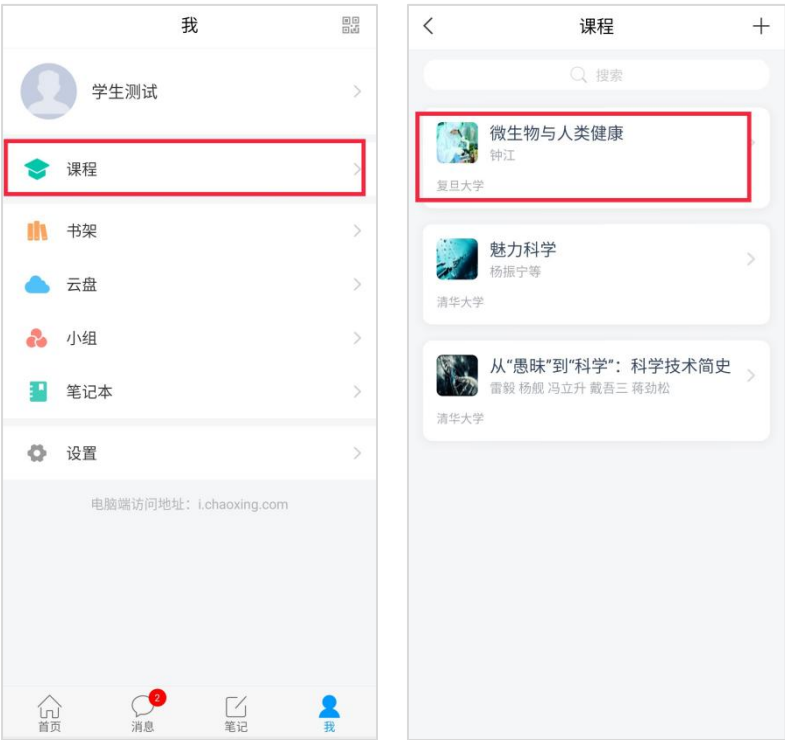 我
学生测试
课程
书架
云盘
小组
笔记本
设置
电脑端访问地址：i.chaoxing.com
2
首页
消息
笔记
我
课程
搜索
微生物与人类健康
钟江
复旦大学
魅力科学
杨振宁等
清华大学
从“愚昧”到“科学”：科学技术简史
雷毅 杨舰 冯立升 戴吾三 蒋劲松
清华大学